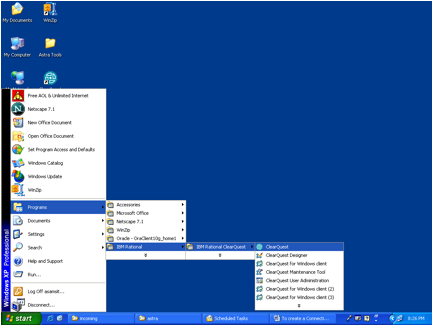 My Documents
WinZip
My Computer
Astra Tools
Free AOL & Unlimited Internet
Netscape 7.1
New Office Document
Open Office Document
Set Program Access and Defaults
Windows Catalog
Windows Update
WinZip
Programs
Documents
Settings
Search
Help and Support
Run...
Log Off
Disconnect...
Windows XP Professional
Accessories
Microsoft Office
Netscape 7.1
WinZip
Oracle - OraClient10g_home1
IBM Rational
IBM Rational ClearQuest
ClearQuest
ClearQuest Designer
ClearQuest for Windows client
ClearQuest Maintenance Tool
ClearQuest User Administration
ClearQuest for Windows client (2)
ClearQuest for Windows client (3)
start
incoming
astra
Scheduled Tasks
To create a Connecti...
8:26 PM